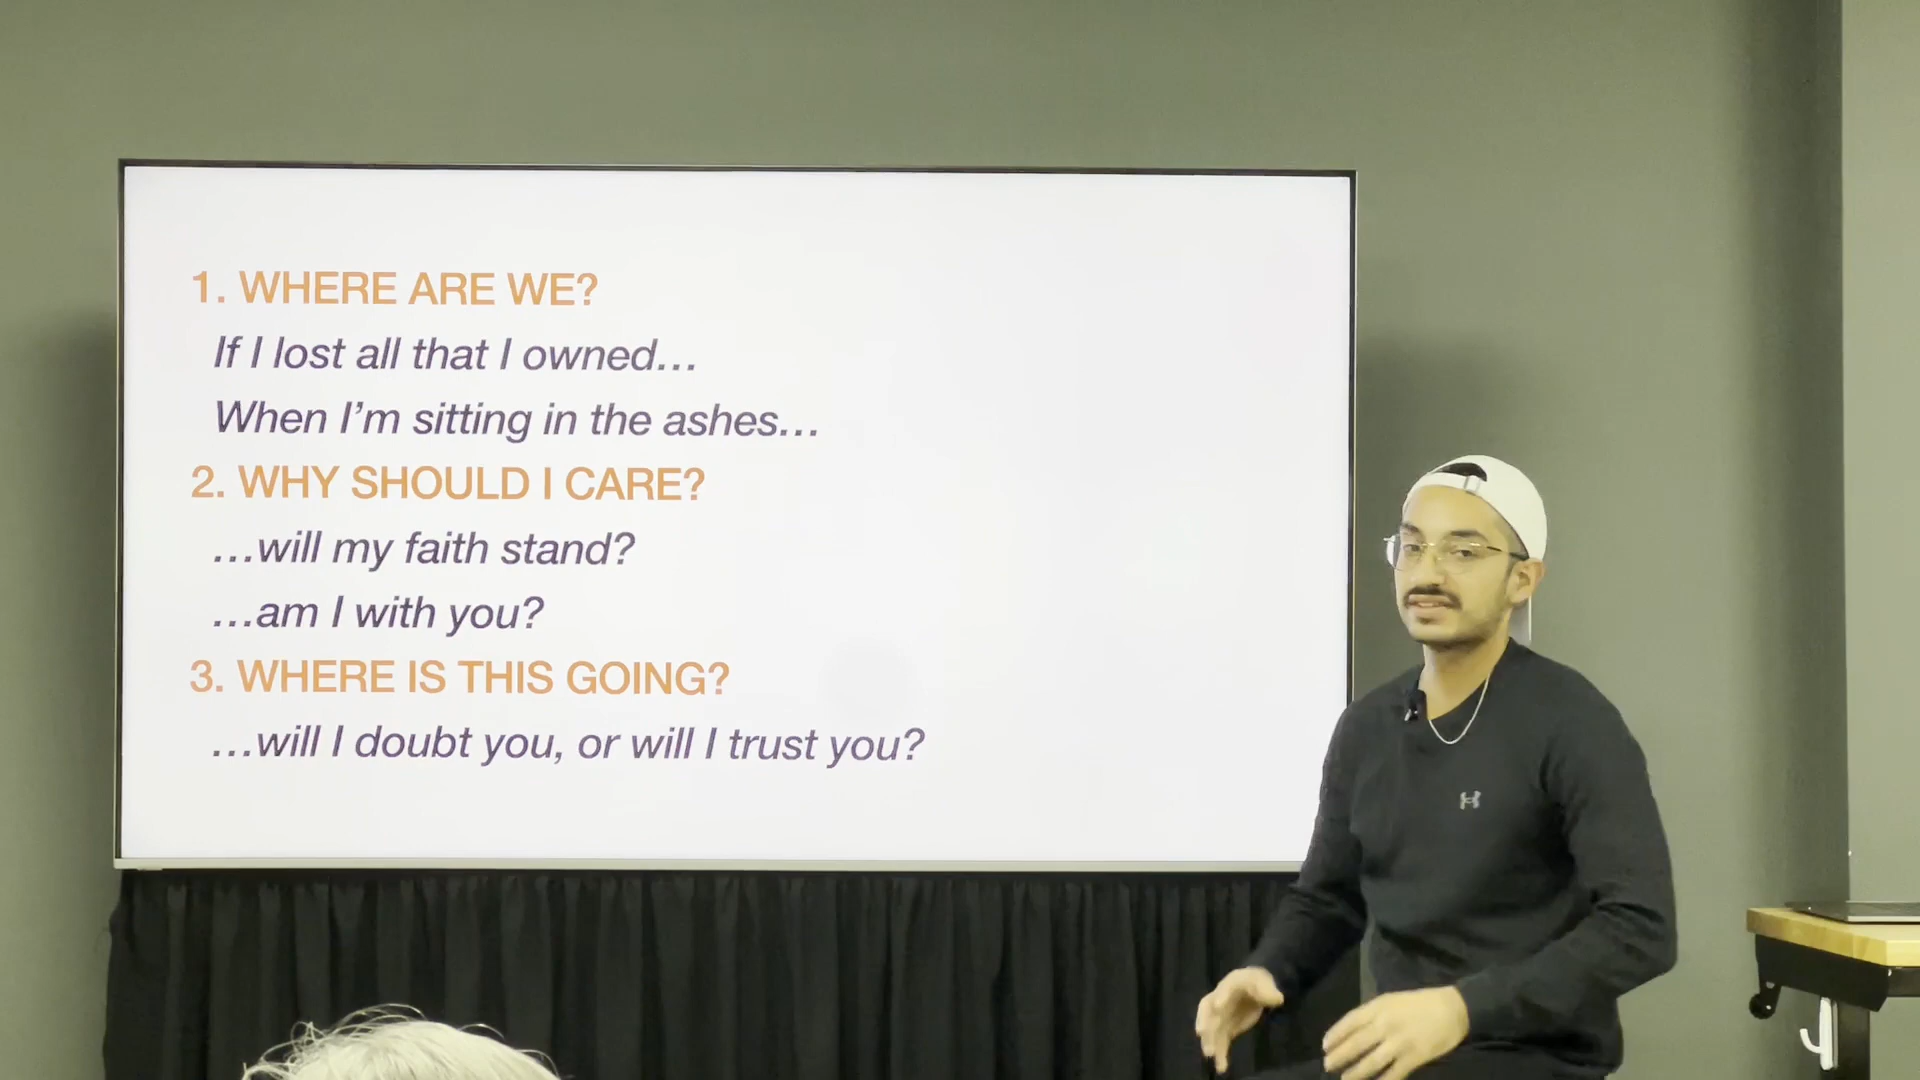 1. WHERE ARE WE?
If I lost all that I owned…
When I’m sitting in the ashes…
2. WHY SHOULD I CARE?
…will my faith stand?
…am I with you?
3. WHERE IS THIS GOING?
…will I doubt you, or will I trust you?